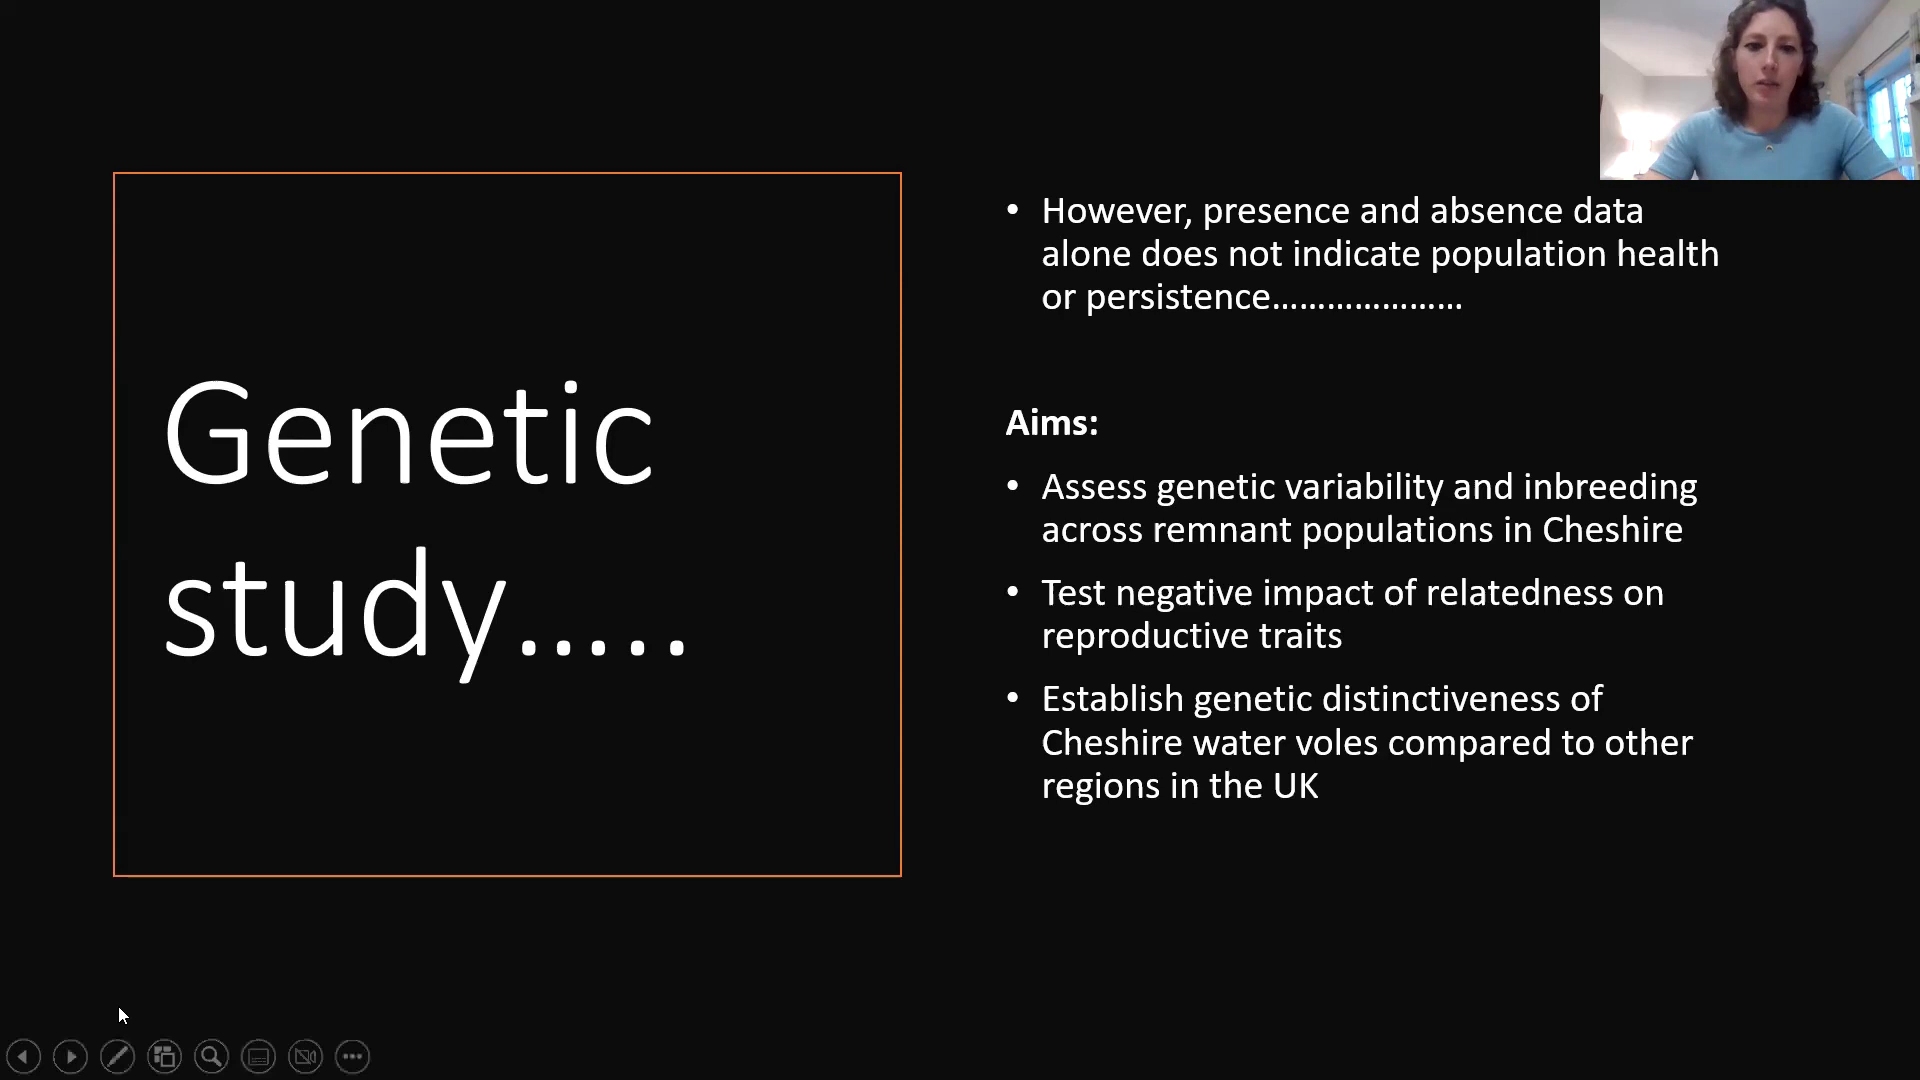 Genetic
study.....
• However, presence and absence data
alone does not indicate population health
or persistence.....................
Aims:
• Assess genetic variability and inbreeding
across remnant populations in Cheshire
• Test negative impact of relatedness on
reproductive traits
• Establish genetic distinctiveness of
Cheshire water voles compared to other
regions in the UK